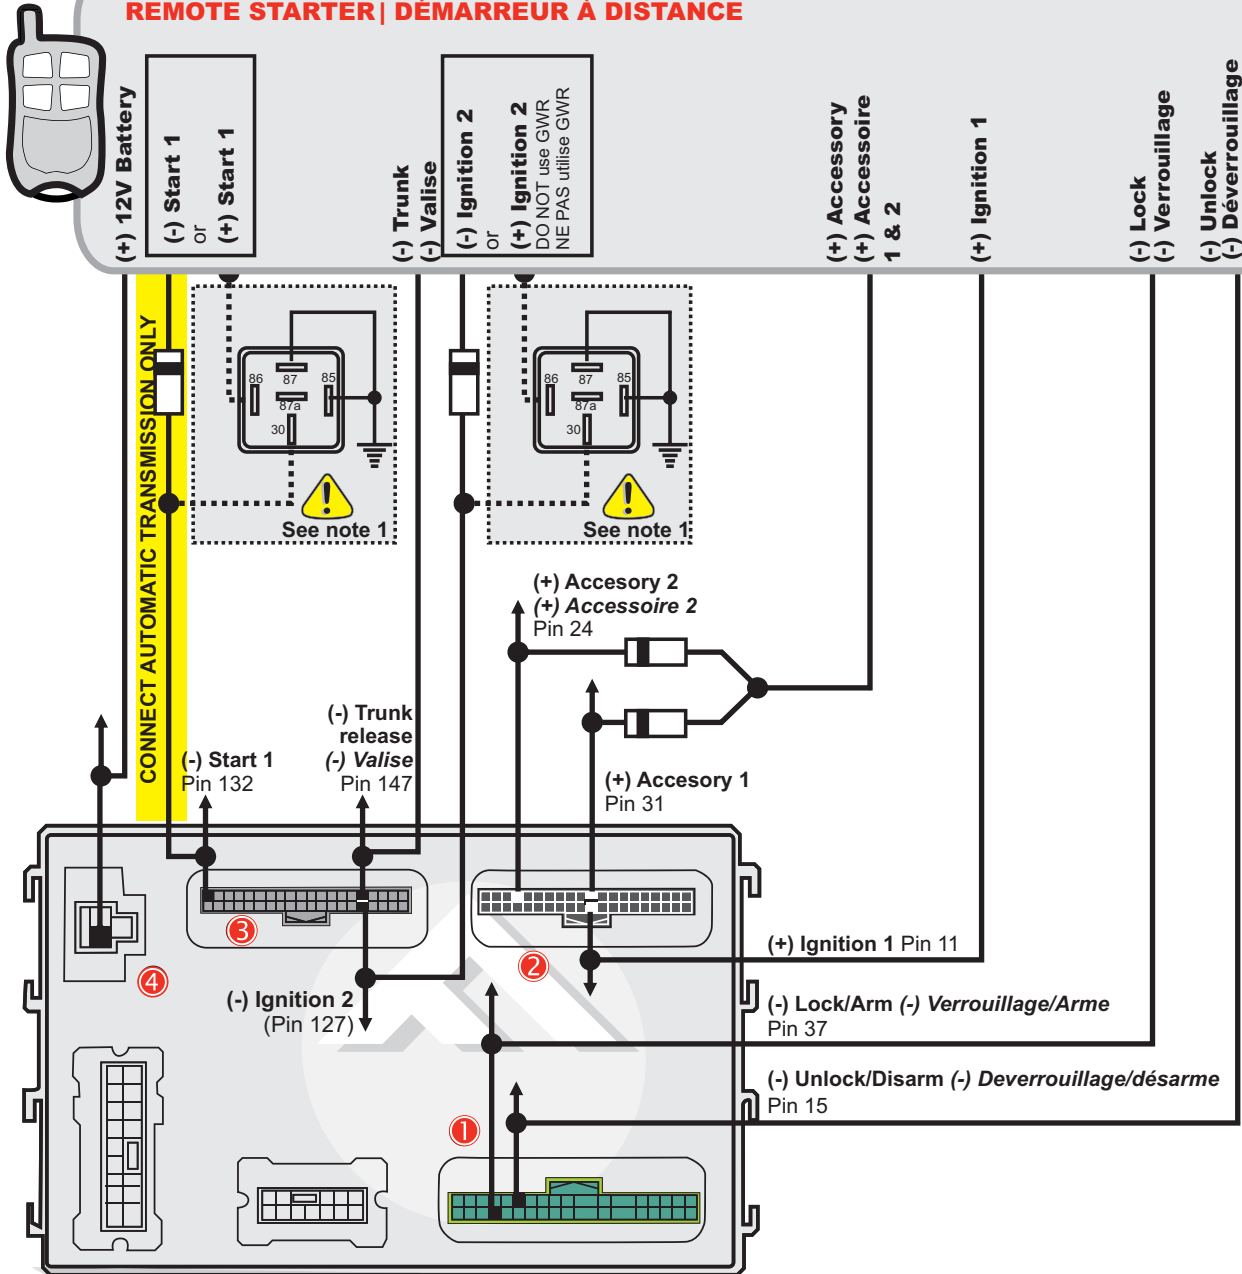 REMOTE STARTER| DÉMARREUR À DISTANCE
(+) 12V Battery
(-) Start 1
or
(+) Start 1
(-) Trunk
(-) Valise
(-) Ignition 2
or
(+) Ignition 2
DO NOT use GWR
NE PAS utilise GWR
(+) Accessory
(+) Accessoire
1 & 2
(+) Ignition 1
(-) Lock
(-) Verrouillage
(-) Unlock
(-) Déverrouillage
CONNECT AUTOMATIC TRANSMISSION ONLY
86
87
85
87a
30
See note 1
86
87
85
87a
30
See note 1
(+) Accesory 2
(+) Accessoire 2
Pin 24
(-) Trunk
release
(-) Valise
Pin 147
(-) Start 1
Pin 132
(+) Accesory 1
Pin 31
3
2
4
(+) Ignition 1 Pin 11
(-) Ignition 2
(Pin 127)
(-) Lock/Arm (-) Verrouillage/Arme
Pin 37
(-) Unlock/Disarm (-) Deverrouillage/désarme
Pin 15
1